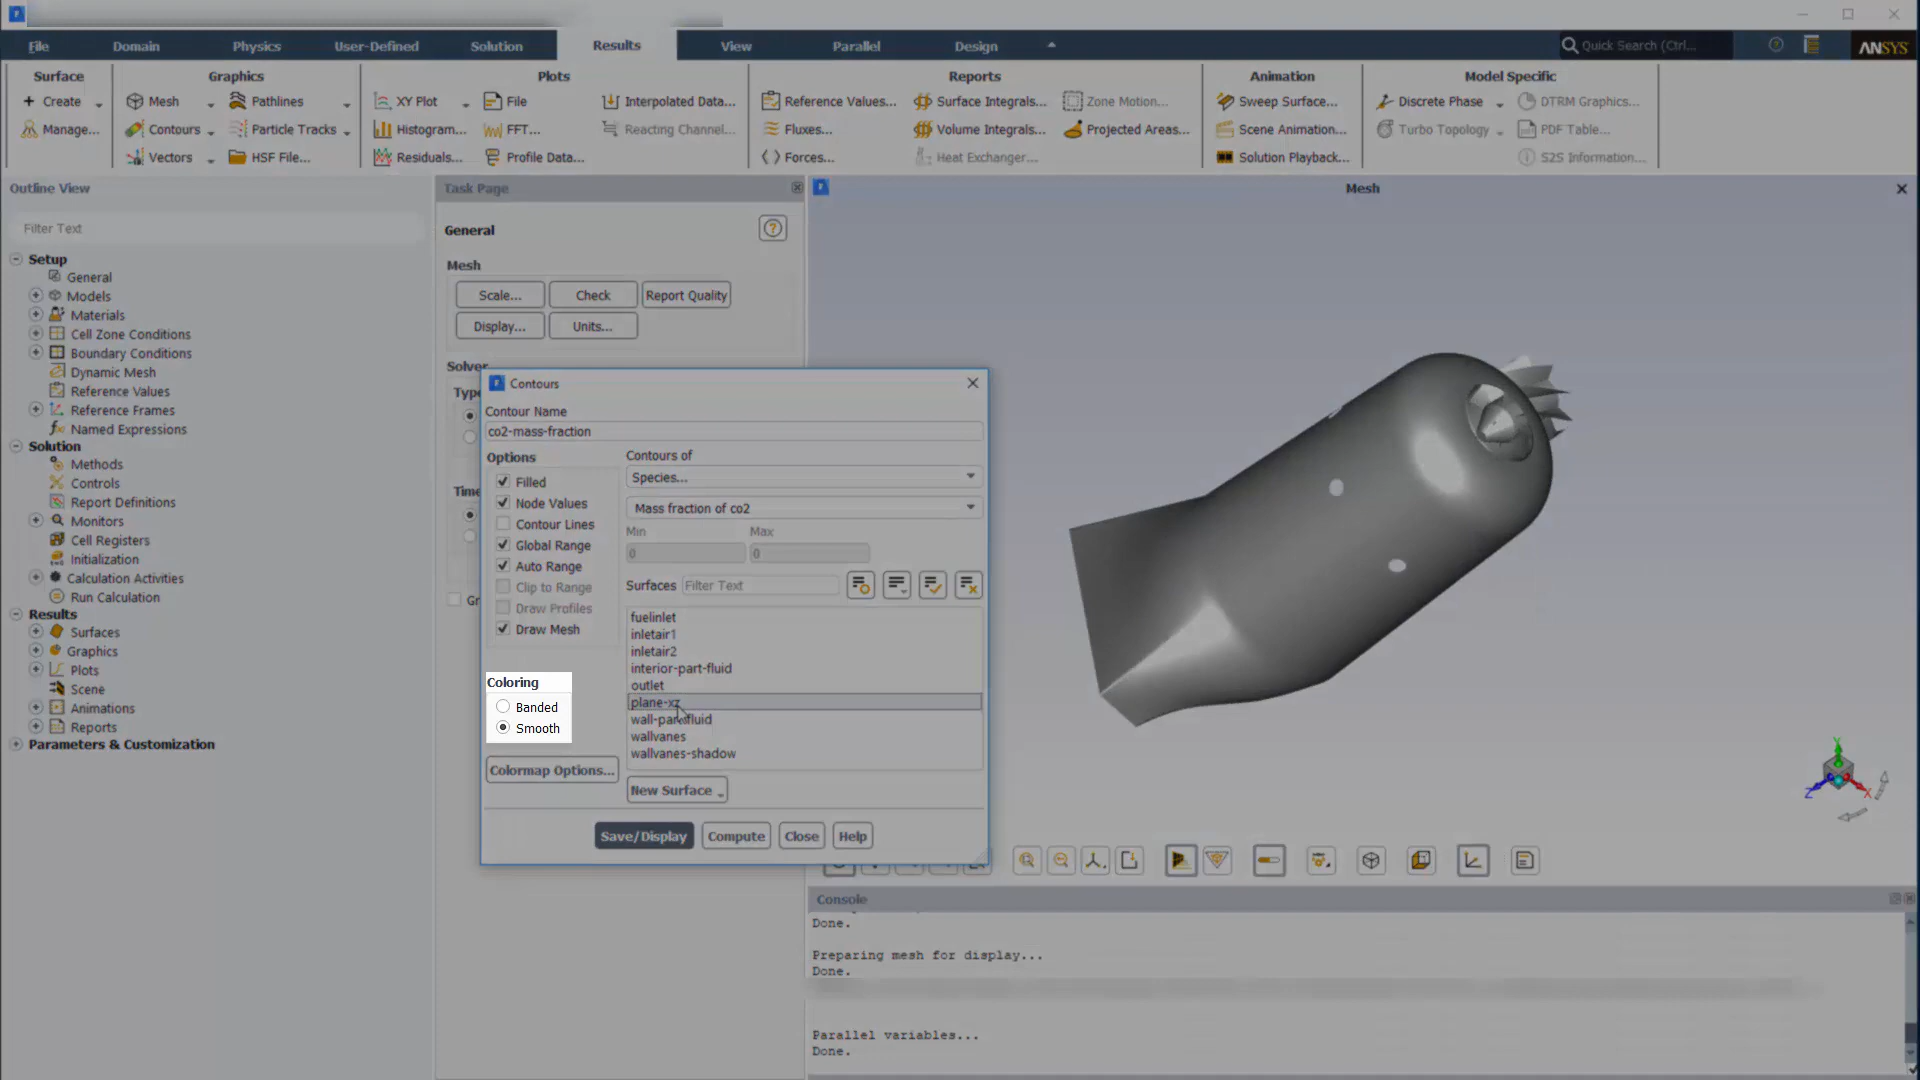 File Domain Physics User-Defined Solution Results View Parallel Design Quick Search (Ctrl... ANSYS
Surface Graphics Plots Reports Animation Model Specific
Create Mesh Pathlines XY Plot File Interpolated Data... Reference Values... Surface Integrals... Zone Motion... Sweep Surface... Discrete Phase DTRM Graphics...
Manage... Contours Particle Tracks Histogram... FFT... Reacting Channel... Fluxes... Volume Integrals... Projected Areas... Scene Animation... Turbo Topology PDF Table...
Vectors HSF File... Residuals... Profile Data... Forces... Heat Exchanger... Solution Playback... S2S Information...
Outline View
Filter Text
Setup
General
Models
Materials
Cell Zone Conditions
Boundary Conditions
Dynamic Mesh
Reference Values
Reference Frames
Named Expressions
Solution
Methods
Controls
Report Definitions
Monitors
Cell Registers
Initialization
Calculation Activities
Run Calculation
Results
Surfaces
Graphics
Plots
Scene
Animations
Reports
Parameters & Customization
Task Page
General
Mesh
Scale... Check Report Quality
Display... Units...
Solver
Type
Time
Gr
Contours
Contour Name
co2-mass-fraction
Options
Filled
Node Values
Contour Lines
Global Range
Auto Range
Clip to Range
Draw Profiles
Draw Mesh
Coloring
Banded
Smooth
Colormap Options...
Contours of
Species...
Mass fraction of co2
Min Max
0 0
Surfaces Filter Text
fuelinlet
inletair1
inletair2
interior-part-fluid
outlet
plane-xz
wall-part-fluid
wallvanes
wallvanes-shadow
New Surface
Save/Display Compute Close Help
Mesh
Y
Z X
Console
Done.
Preparing mesh for display...
Done.
Parallel variables...
Done.